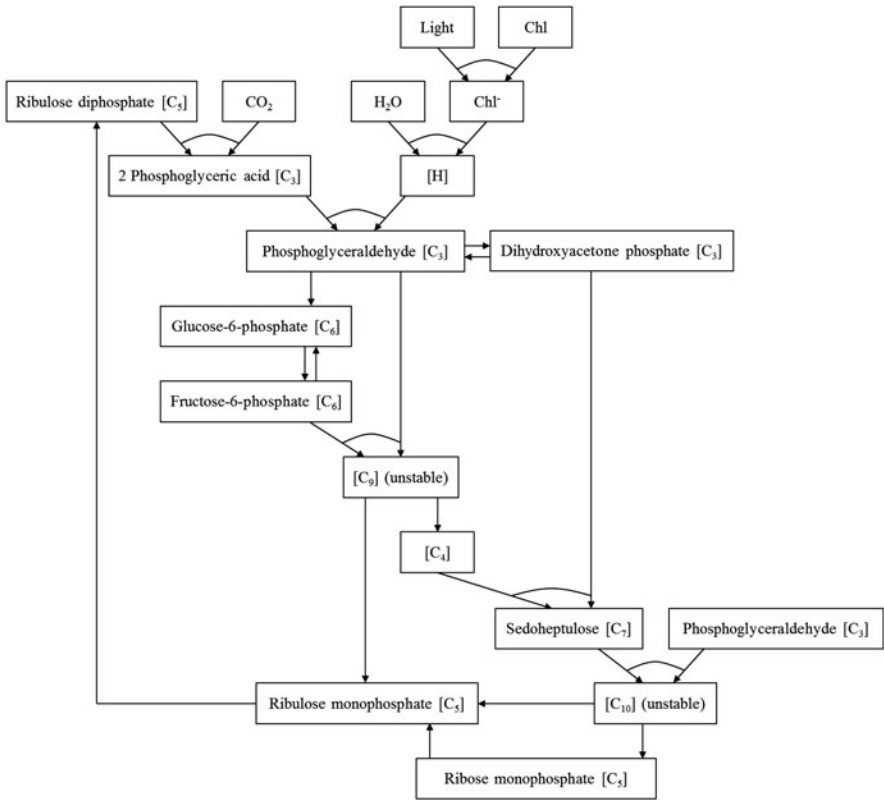 Light
Chl
Ribulose diphosphate [C₅]
CO₂
H₂O
Chl⁻
2 Phosphoglyceric acid [C₃]
[H]
Phosphoglyceraldehyde [C₃]
Dihydroxyacetone phosphate [C₃]
Glucose-6-phosphate [C₆]
Fructose-6-phosphate [C₆]
[C₉] (unstable)
[C₄]
Sedoheptulose [C₇]
Phosphoglyceraldehyde [C₃]
Ribulose monophosphate [C₅]
[C₁₀] (unstable)
Ribose monophosphate [C₅]